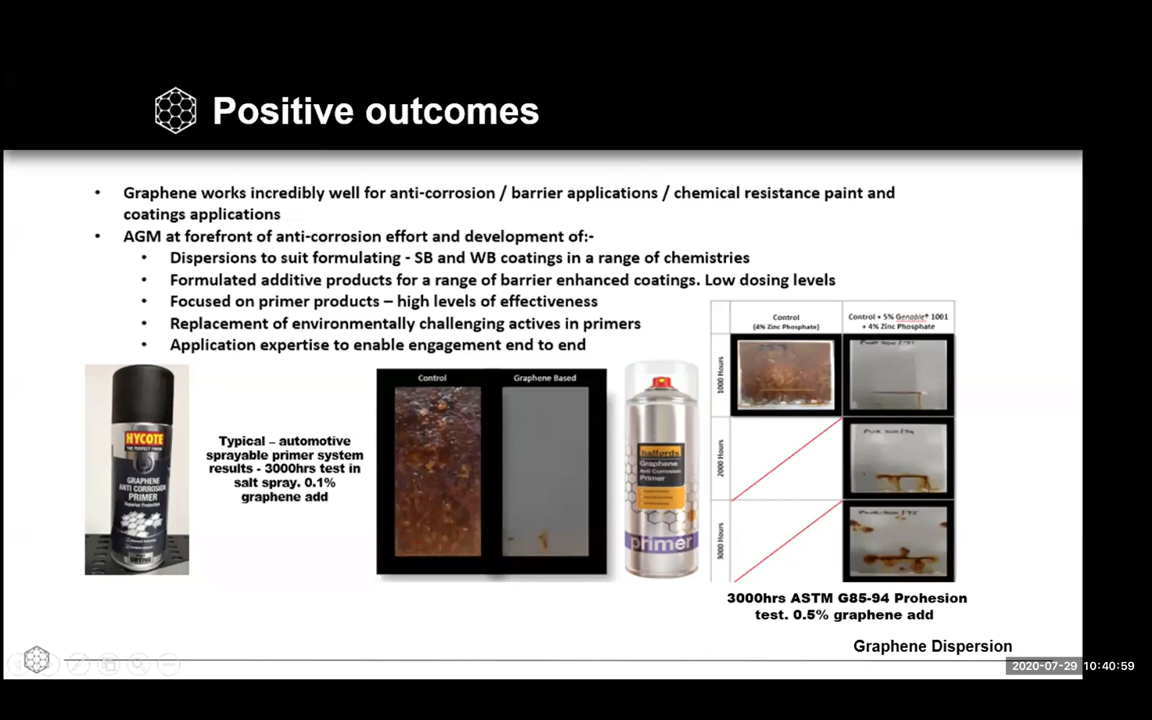 Positive outcomes
• Graphene works incredibly well for anti-corrosion / barrier applications / chemical resistance paint and
coatings applications
• AGM at forefront of anti-corrosion effort and development of:-
• Dispersions to suit formulating - SB and WB coatings in a range of chemistries
• Formulated additive products for a range of barrier enhanced coatings. Low dosing levels
• Focused on primer products – high levels of effectiveness
• Replacement of environmentally challenging actives in primers
• Application expertise to enable engagement end to end
HYCOTE
THE PERFECT FINISH
GRAPHENE
ANTI CORROSION
PRIMER
Superior Protection
Typical – automotive
sprayable primer system
results - 3000hrs test in
salt spray. 0.1%
graphene add
Control
Graphene Based
halfords
Graphene
Anti Corrosion
Primer
primer
Control
(4% Zinc Phosphate)
Control + 5% Genable® 1001
+ 4% Zinc Phosphate
1000 Hours
2000 Hours
3000 Hours
3000hrs ASTM G85-94 Prohesion
test. 0.5% graphene add
Graphene Dispersion
2020-07-29 10:40:59